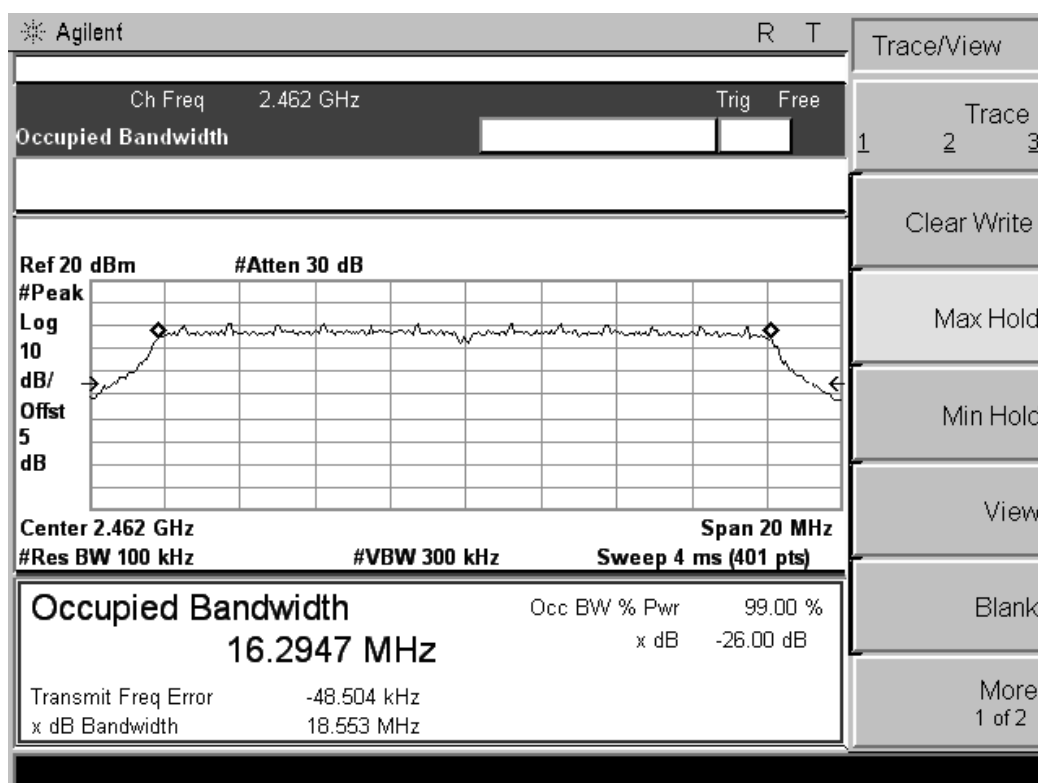 Agilent R T
Trace/View
Ch Freq 2.462 GHz Trig Free
Occupied Bandwidth
Trace
1 2 3
Clear Write
Max Hold
Min Hold
View
Blank
More
1 of 2
Ref 20 dBm #Atten 30 dB
#Peak
Log
10
dB/
Offst
5
dB
Center 2.462 GHz Span 20 MHz
#Res BW 100 kHz #VBW 300 kHz Sweep 4 ms (401 pts)
Occupied Bandwidth Occ BW % Pwr 99.00 %
16.2947 MHz x dB -26.00 dB
Transmit Freq Error -48.504 kHz
x dB Bandwidth 18.553 MHz